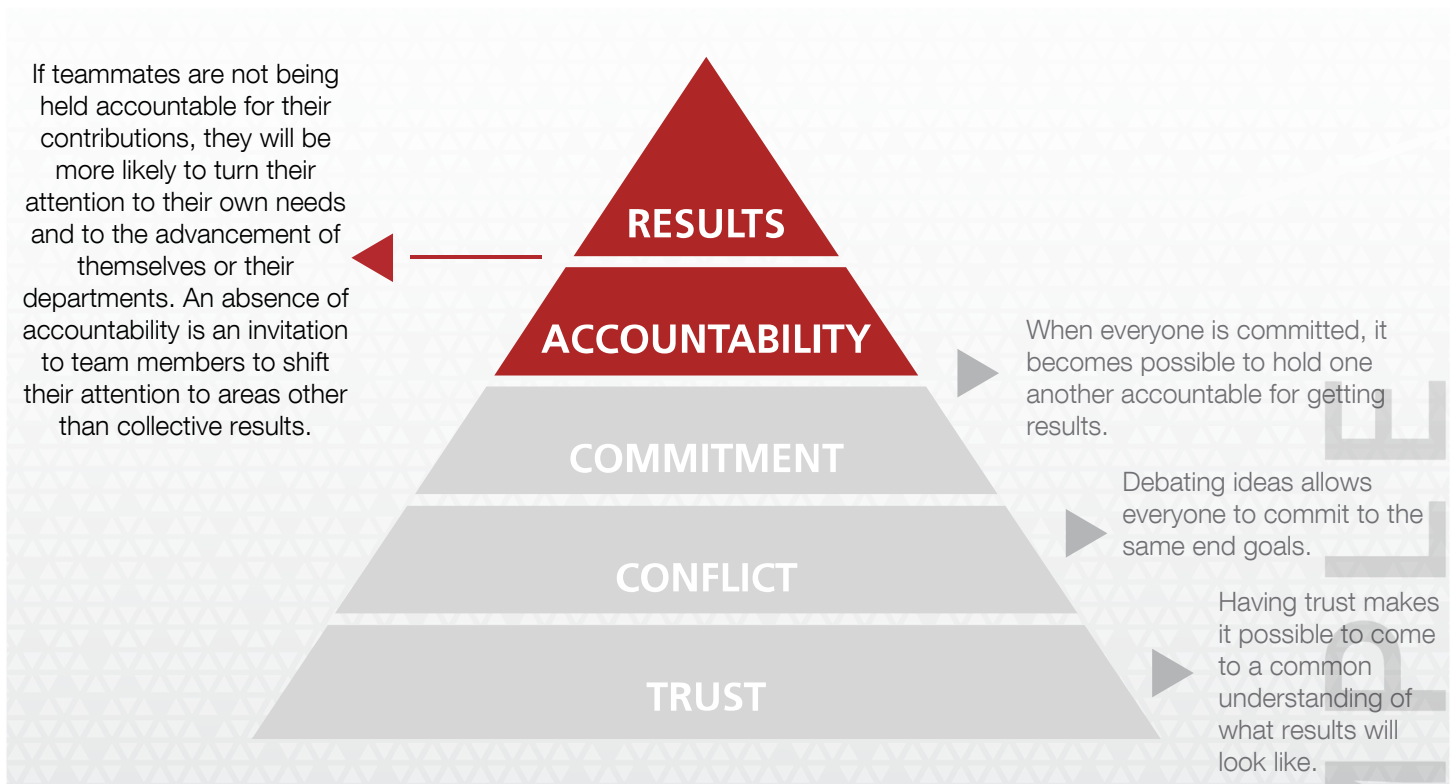 If teammates are not being
held accountable for their
contributions, they will be
more likely to turn their
attention to their own needs
and to the advancement of
themselves or their
departments. An absence of
accountability is an invitation
to team members to shift
their attention to areas other
than collective results.
RESULTS
ACCOUNTABILITY
COMMITMENT
CONFLICT
TRUST
When everyone is committed, it
becomes possible to hold one
another accountable for getting
results.
Debating ideas allows
everyone to commit to the
same end goals.
Having trust makes
it possible to come
to a common
understanding of
what results will
look like.
PLE